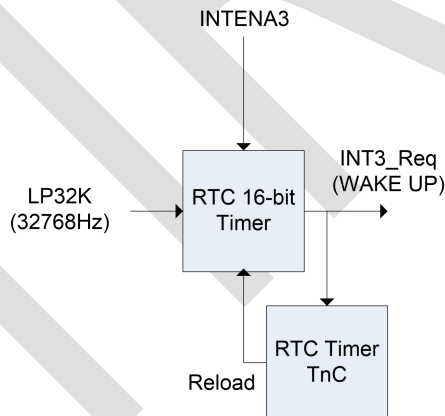 INTENA3
LP32K
(32768Hz)
RTC 16-bit
Timer
INT3_Req
(WAKE UP)
RTC Timer
TnC
Reload